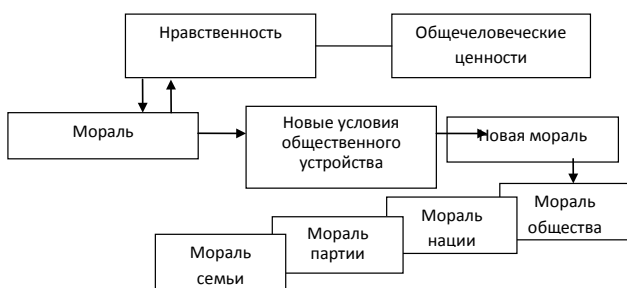 Нравственность
Общечеловеческие
ценности
Мораль
Новые условия
общественного
устройства
Новая мораль
Мораль
общества
Мораль
нации
Мораль
партии
Мораль
семьи